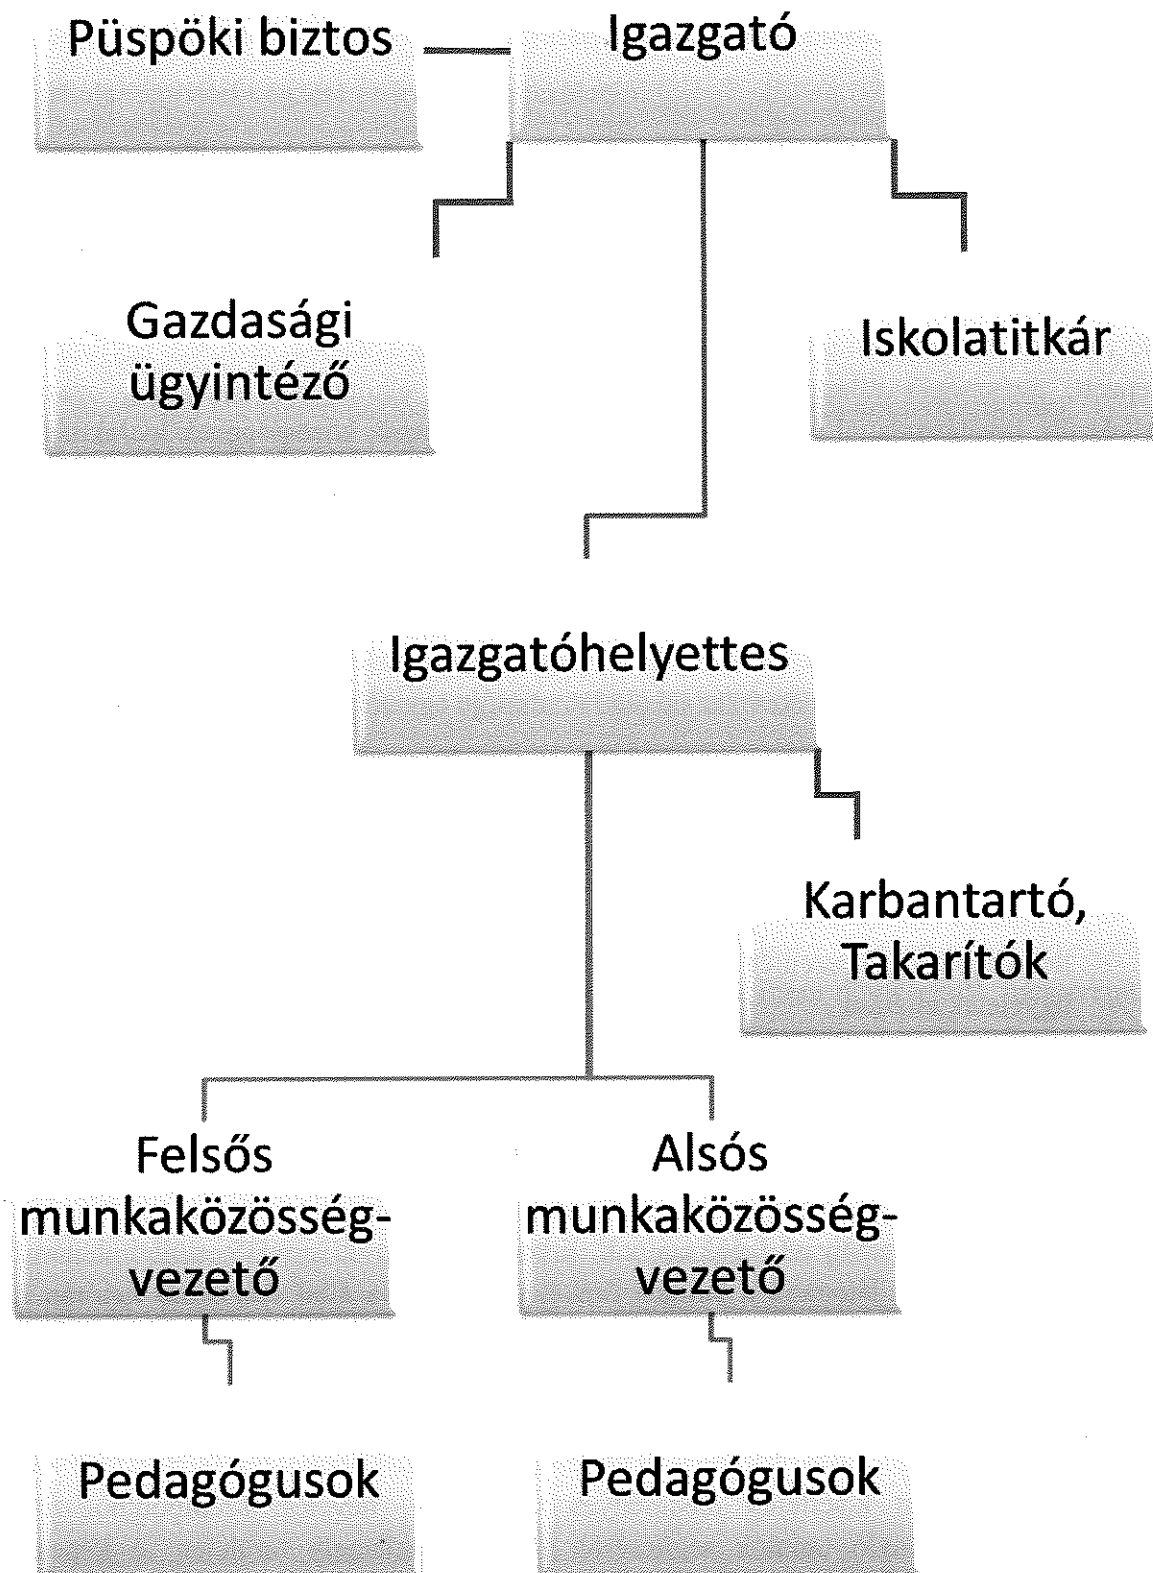 Püspöki biztos
Igazgató
Gazdasági
ügyintéző
Iskolatitkár
Igazgatóhelyettes
Karbantartó,
Takarítók
Felsős
munkaközösség-
vezető
Alsós
munkaközösség-
vezető
Pedagógusok
Pedagógusok